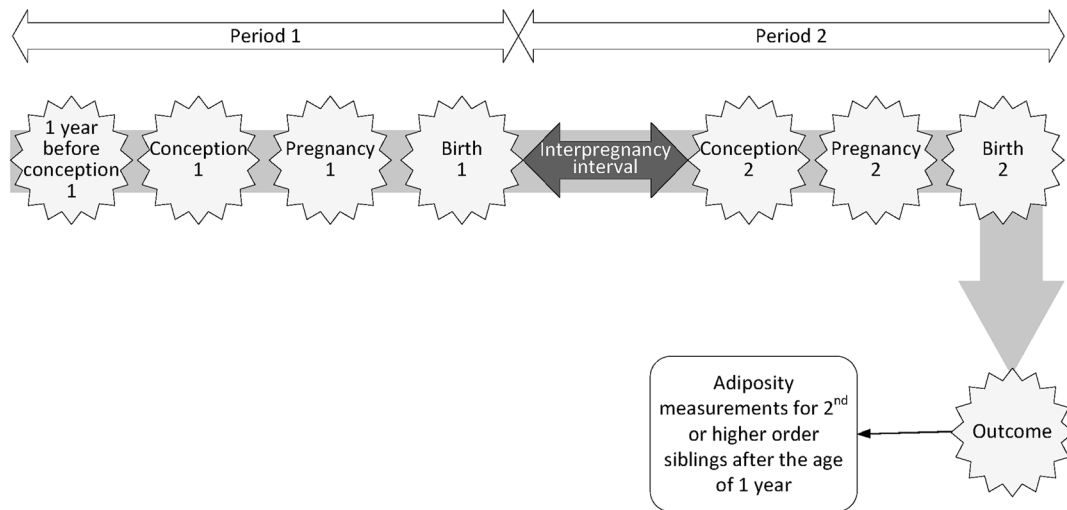 Period 1
Period 2
1 year
before
conception
1
Conception
1
Pregnancy
1
Birth
1
Interpregnancy
interval
Conception
2
Pregnancy
2
Birth
2
Adiposity
measurements for 2nd
or higher order
siblings after the age
of 1 year
Outcome